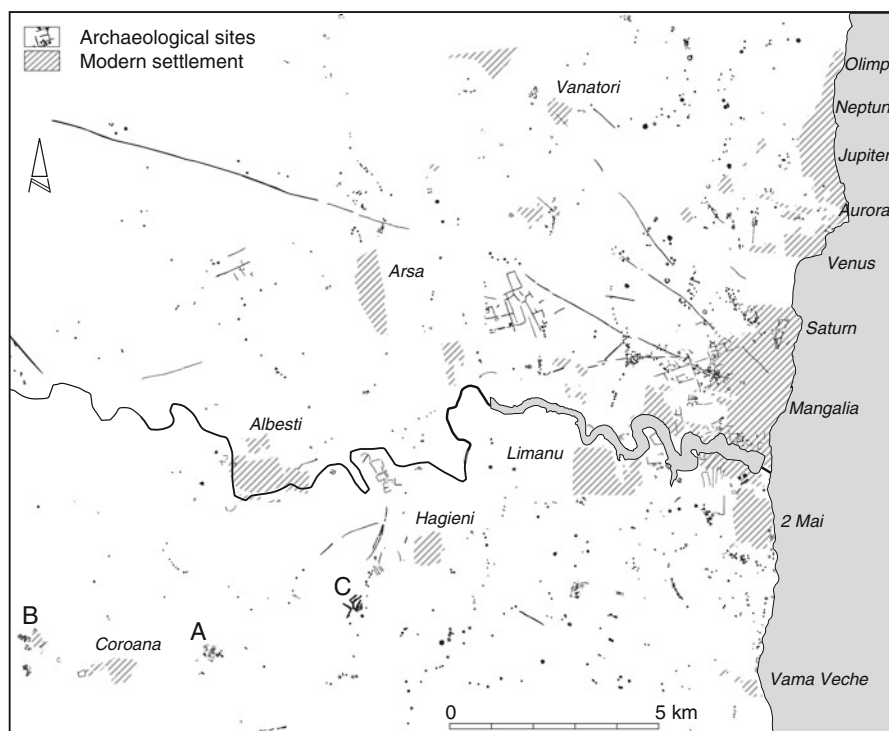 Archaeological sites
Modern settlement
Olimp
Vanatori
Neptun
Jupiter
Aurora
Arsa
Venus
Saturn
Albesti
Mangalia
Limanu
Hagieni
2 Mai
C
B
A
Coroana
Vama Veche
0 5 km